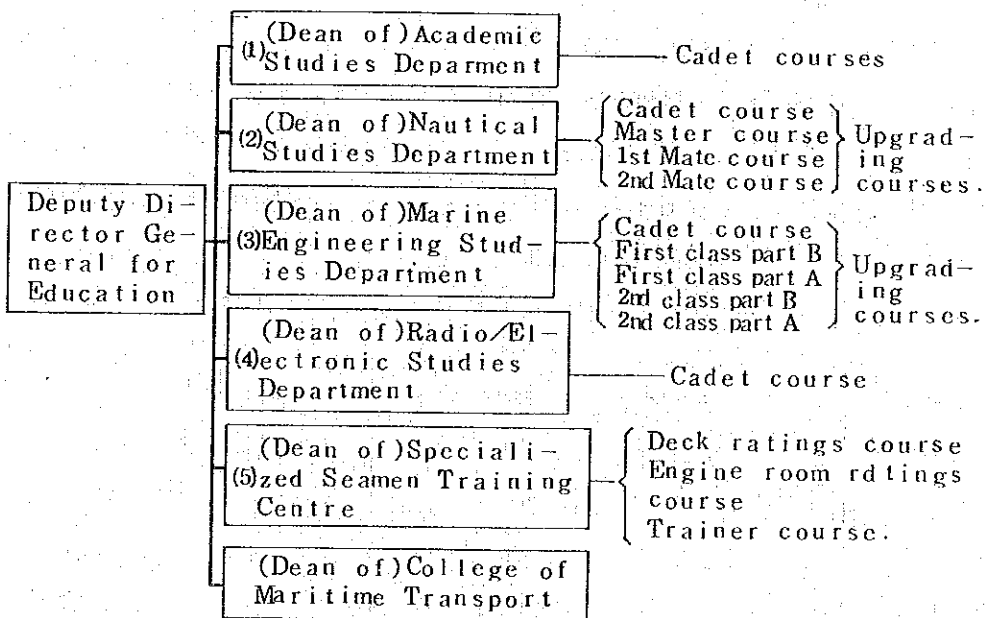 Deputy Di-
rector Ge-
neral for
Education
(Dean of)Academic
(1)Studies Deparment
Cadet courses
(Dean of)Nautical
(2)Studies Department
Cadet course
Master course
1st Mate course
2nd Mate course
Upgrad-
ing
courses.
(Dean of)Marine
(3)Engineering Stud-
ies Department
Cadet course
First class part B
First class part A
2nd class part B
2nd class part A
Upgrad-
ing
courses.
(Dean of)Radio/El-
(4)ectronic Studies
Department
Cadet course
(Dean of)Speciali-
(5)zed Seamen Training
Centre
Deck ratings course
Engine room rdtings
course
Trainer course.
(Dean of)College of
Maritime Transport